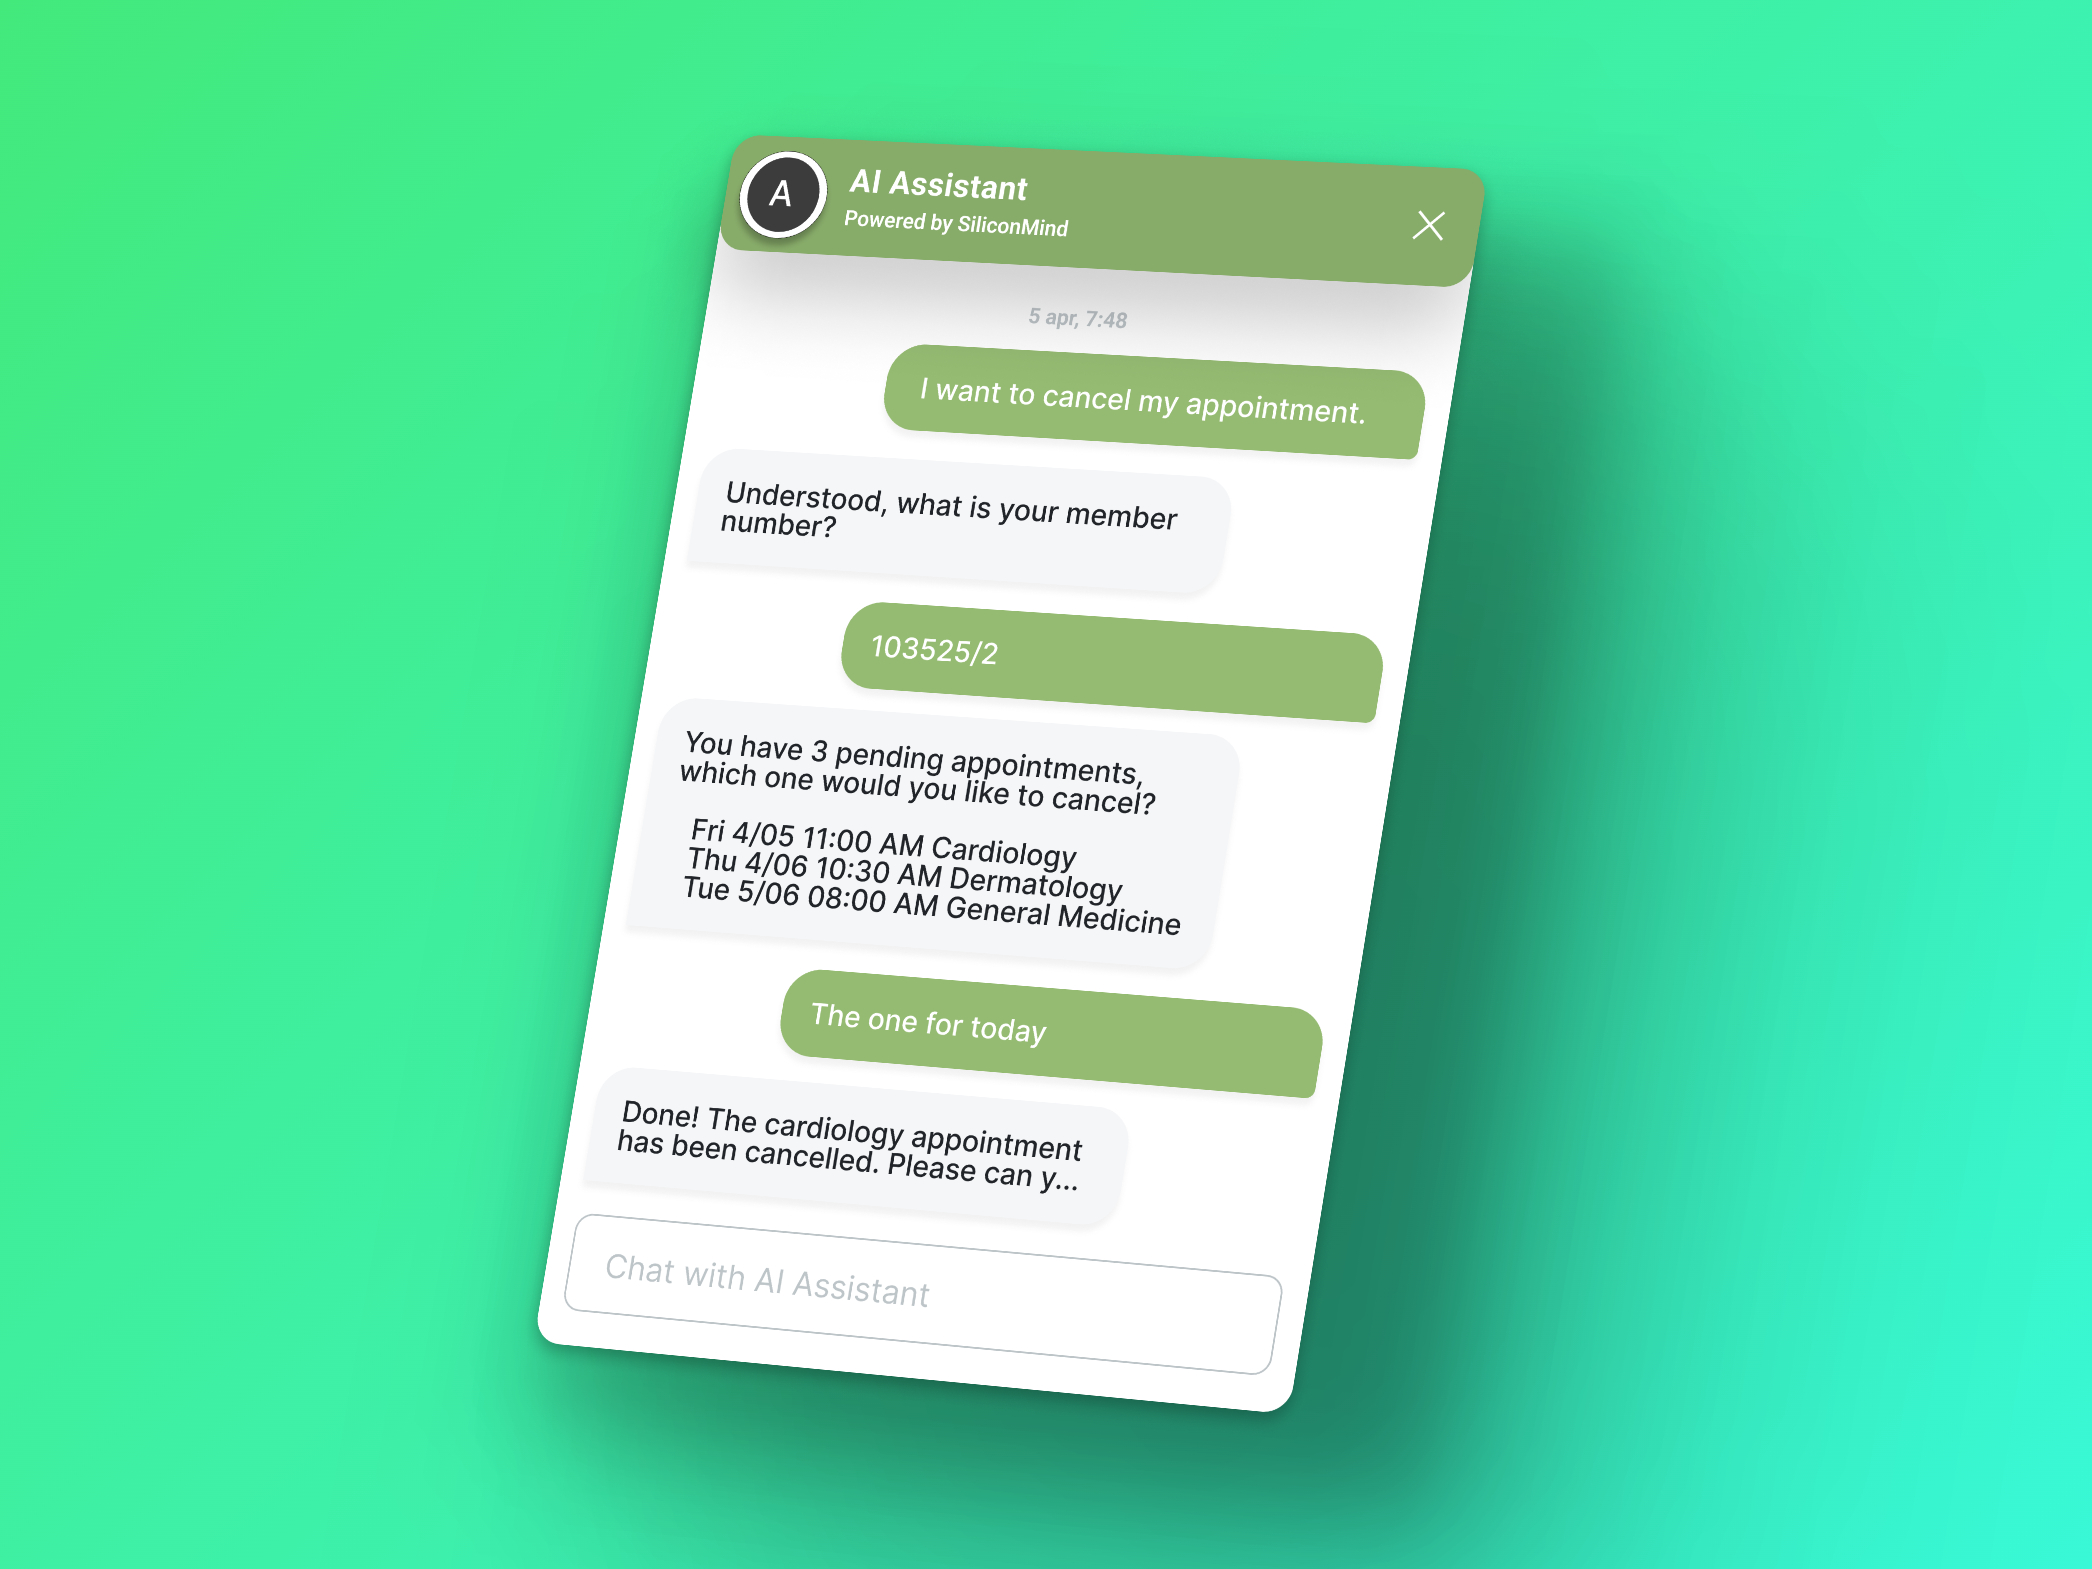 A
AI Assistant
Powered by SiliconMind
5 apr, 7:48
I want to cancel my appointment.
Understood, what is your member
number?
103525/2
You have 3 pending appointments,
which one would you like to cancel?
Fri 4/05 11:00 AM Cardiology
Thu 4/06 10:30 AM Dermatology
Tue 5/06 08:00 AM General Medicine
The one for today
Done! The cardiology appointment
has been cancelled. Please can y...
Chat with AI Assistant